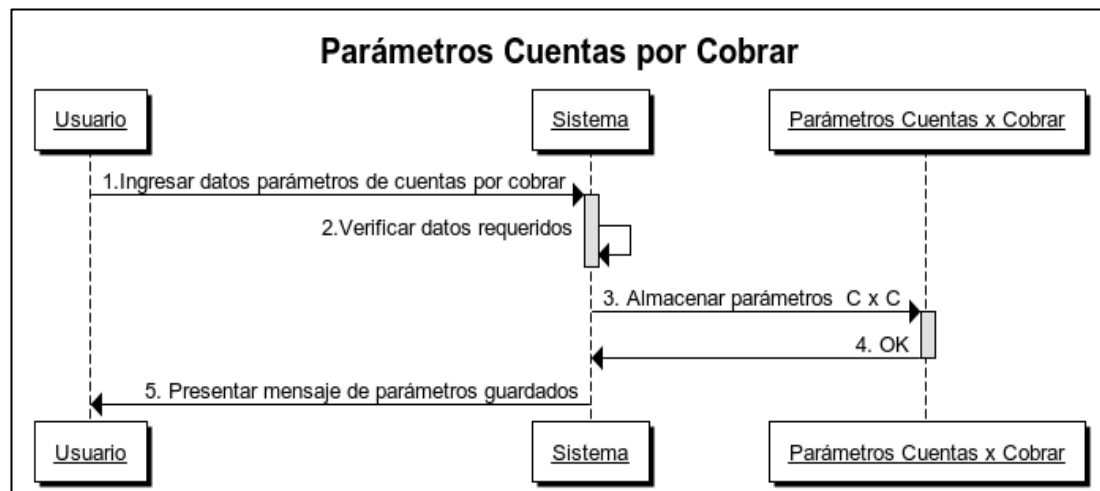 Parámetros Cuentas por Cobrar
Usuario
Sistema
Parámetros Cuentas x Cobrar
1.Ingresar datos parámetros de cuentas por cobrar
2.Verificar datos requeridos
3. Almacenar parámetros C x C
4. OK
5. Presentar mensaje de parámetros guardados
Usuario
Sistema
Parámetros Cuentas x Cobrar